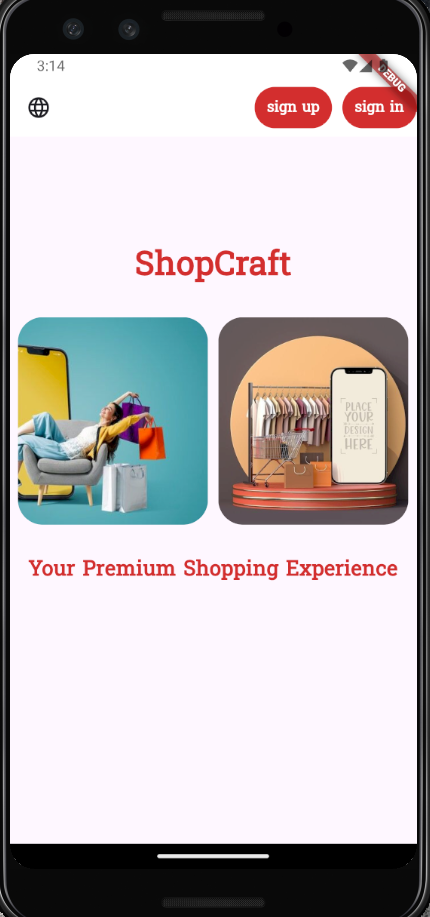 3:14
DEBUG
sign up
sign in
ShopCraft
PLACE
YOUR
DESIGN
HERE
Your Premium Shopping Experience